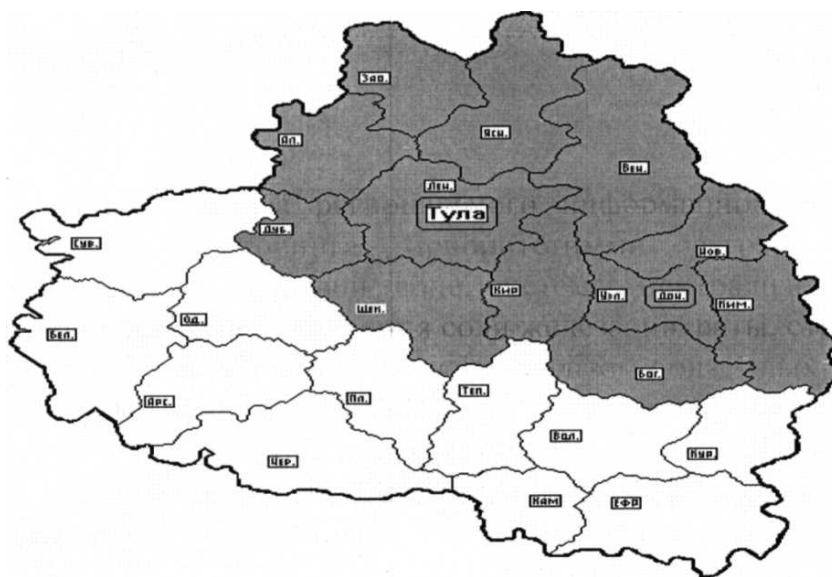 Зао.
Ал.
Ясн.
Вен.
Лен.
Тула
Дуб.
Сув.
Нов.
Кир
Узл.
Дон.
Ким.
Щек.
Од.
Бел.
Бог.
Арс.
Пл.
Теп.
Вол.
Кур.
Чер.
Кам
ЕФР